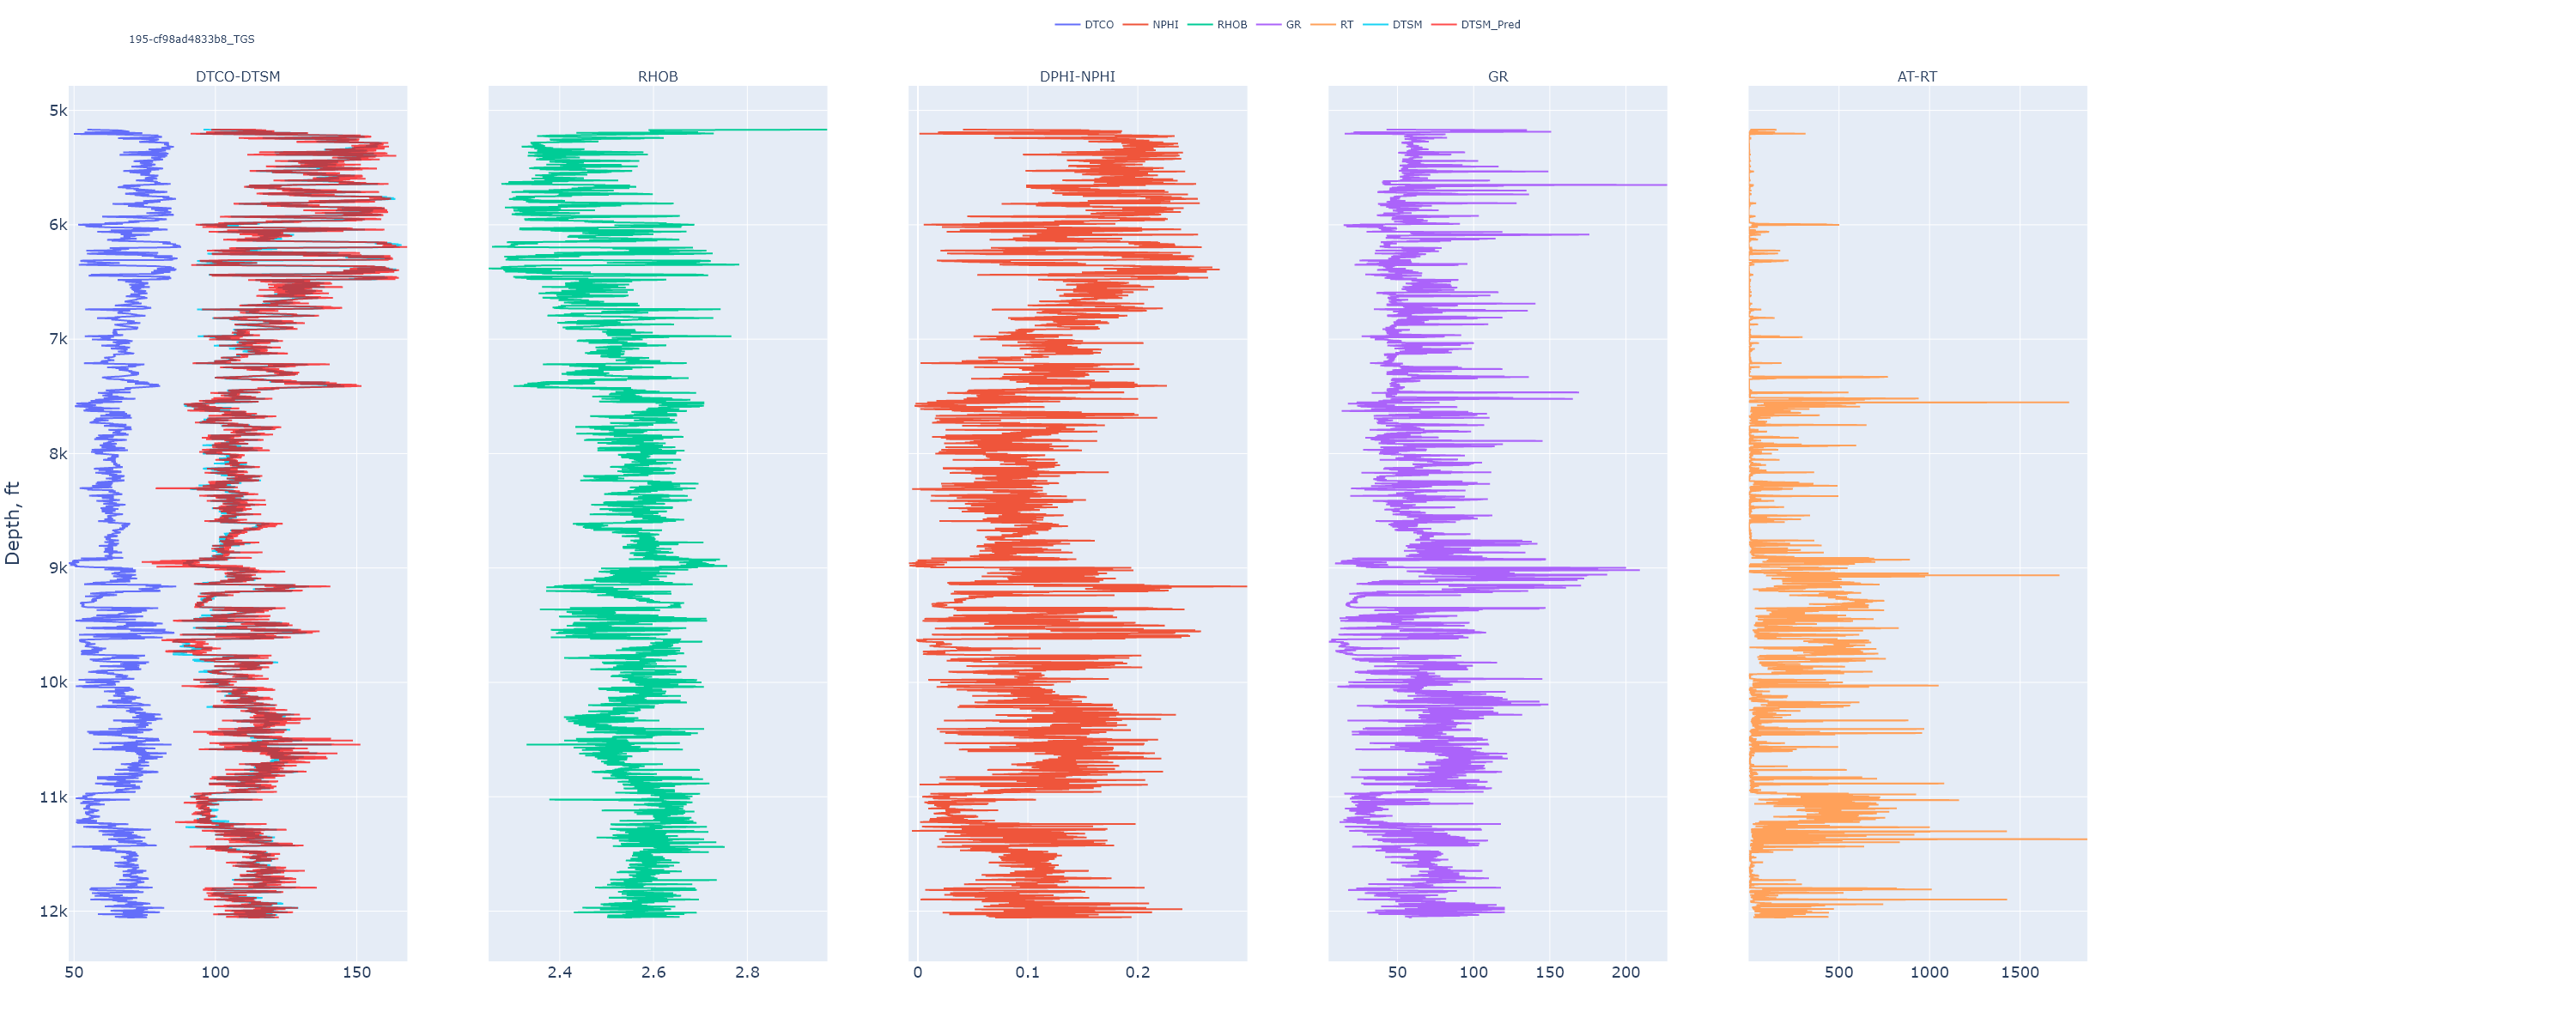 DTCO NPHI RHOB GR RT DTSM DTSM_Pred
195-cf98ad4833b8_TGS
DTCO-DTSM RHOB DPHI-NPHI GR AT-RT
5k
6k
7k
8k
Depth, ft
9k
10k
11k
12k
50 100 150 2.4 2.6 2.8 0 0.1 0.2 50 100 150 200 500 1000 1500